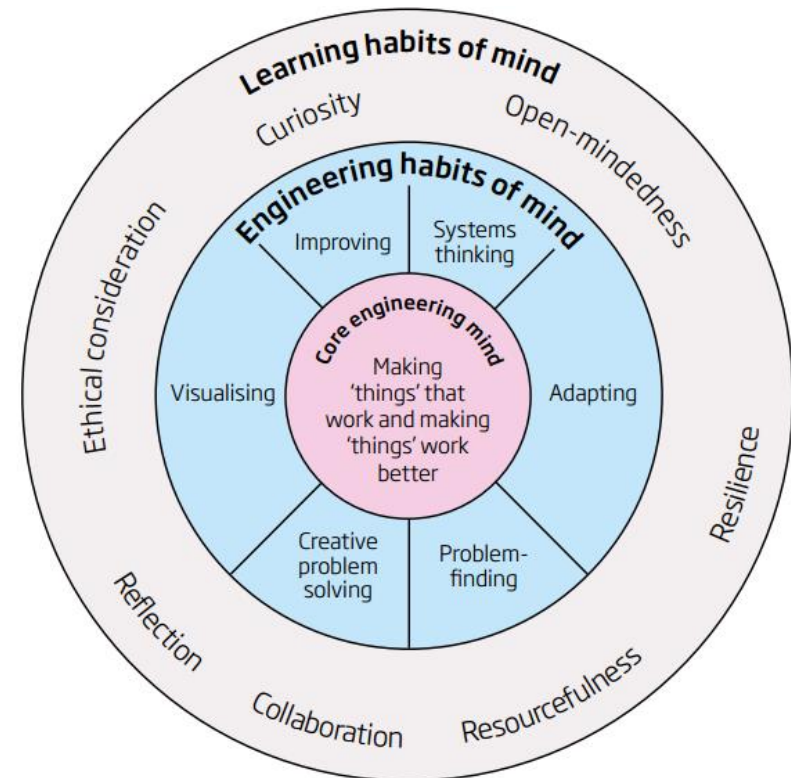 Learning habits of mind
Curiosity
Open-mindedness
Ethical consideration
Resilience
Reflection
Collaboration
Resourcefulness
Engineering habits of mind
Improving
Systems
thinking
Visualising
Adapting
Creative
problem
solving
Problem-
finding
Core engineering mind
Making
‘things’ that
work and making
‘things’ work
better